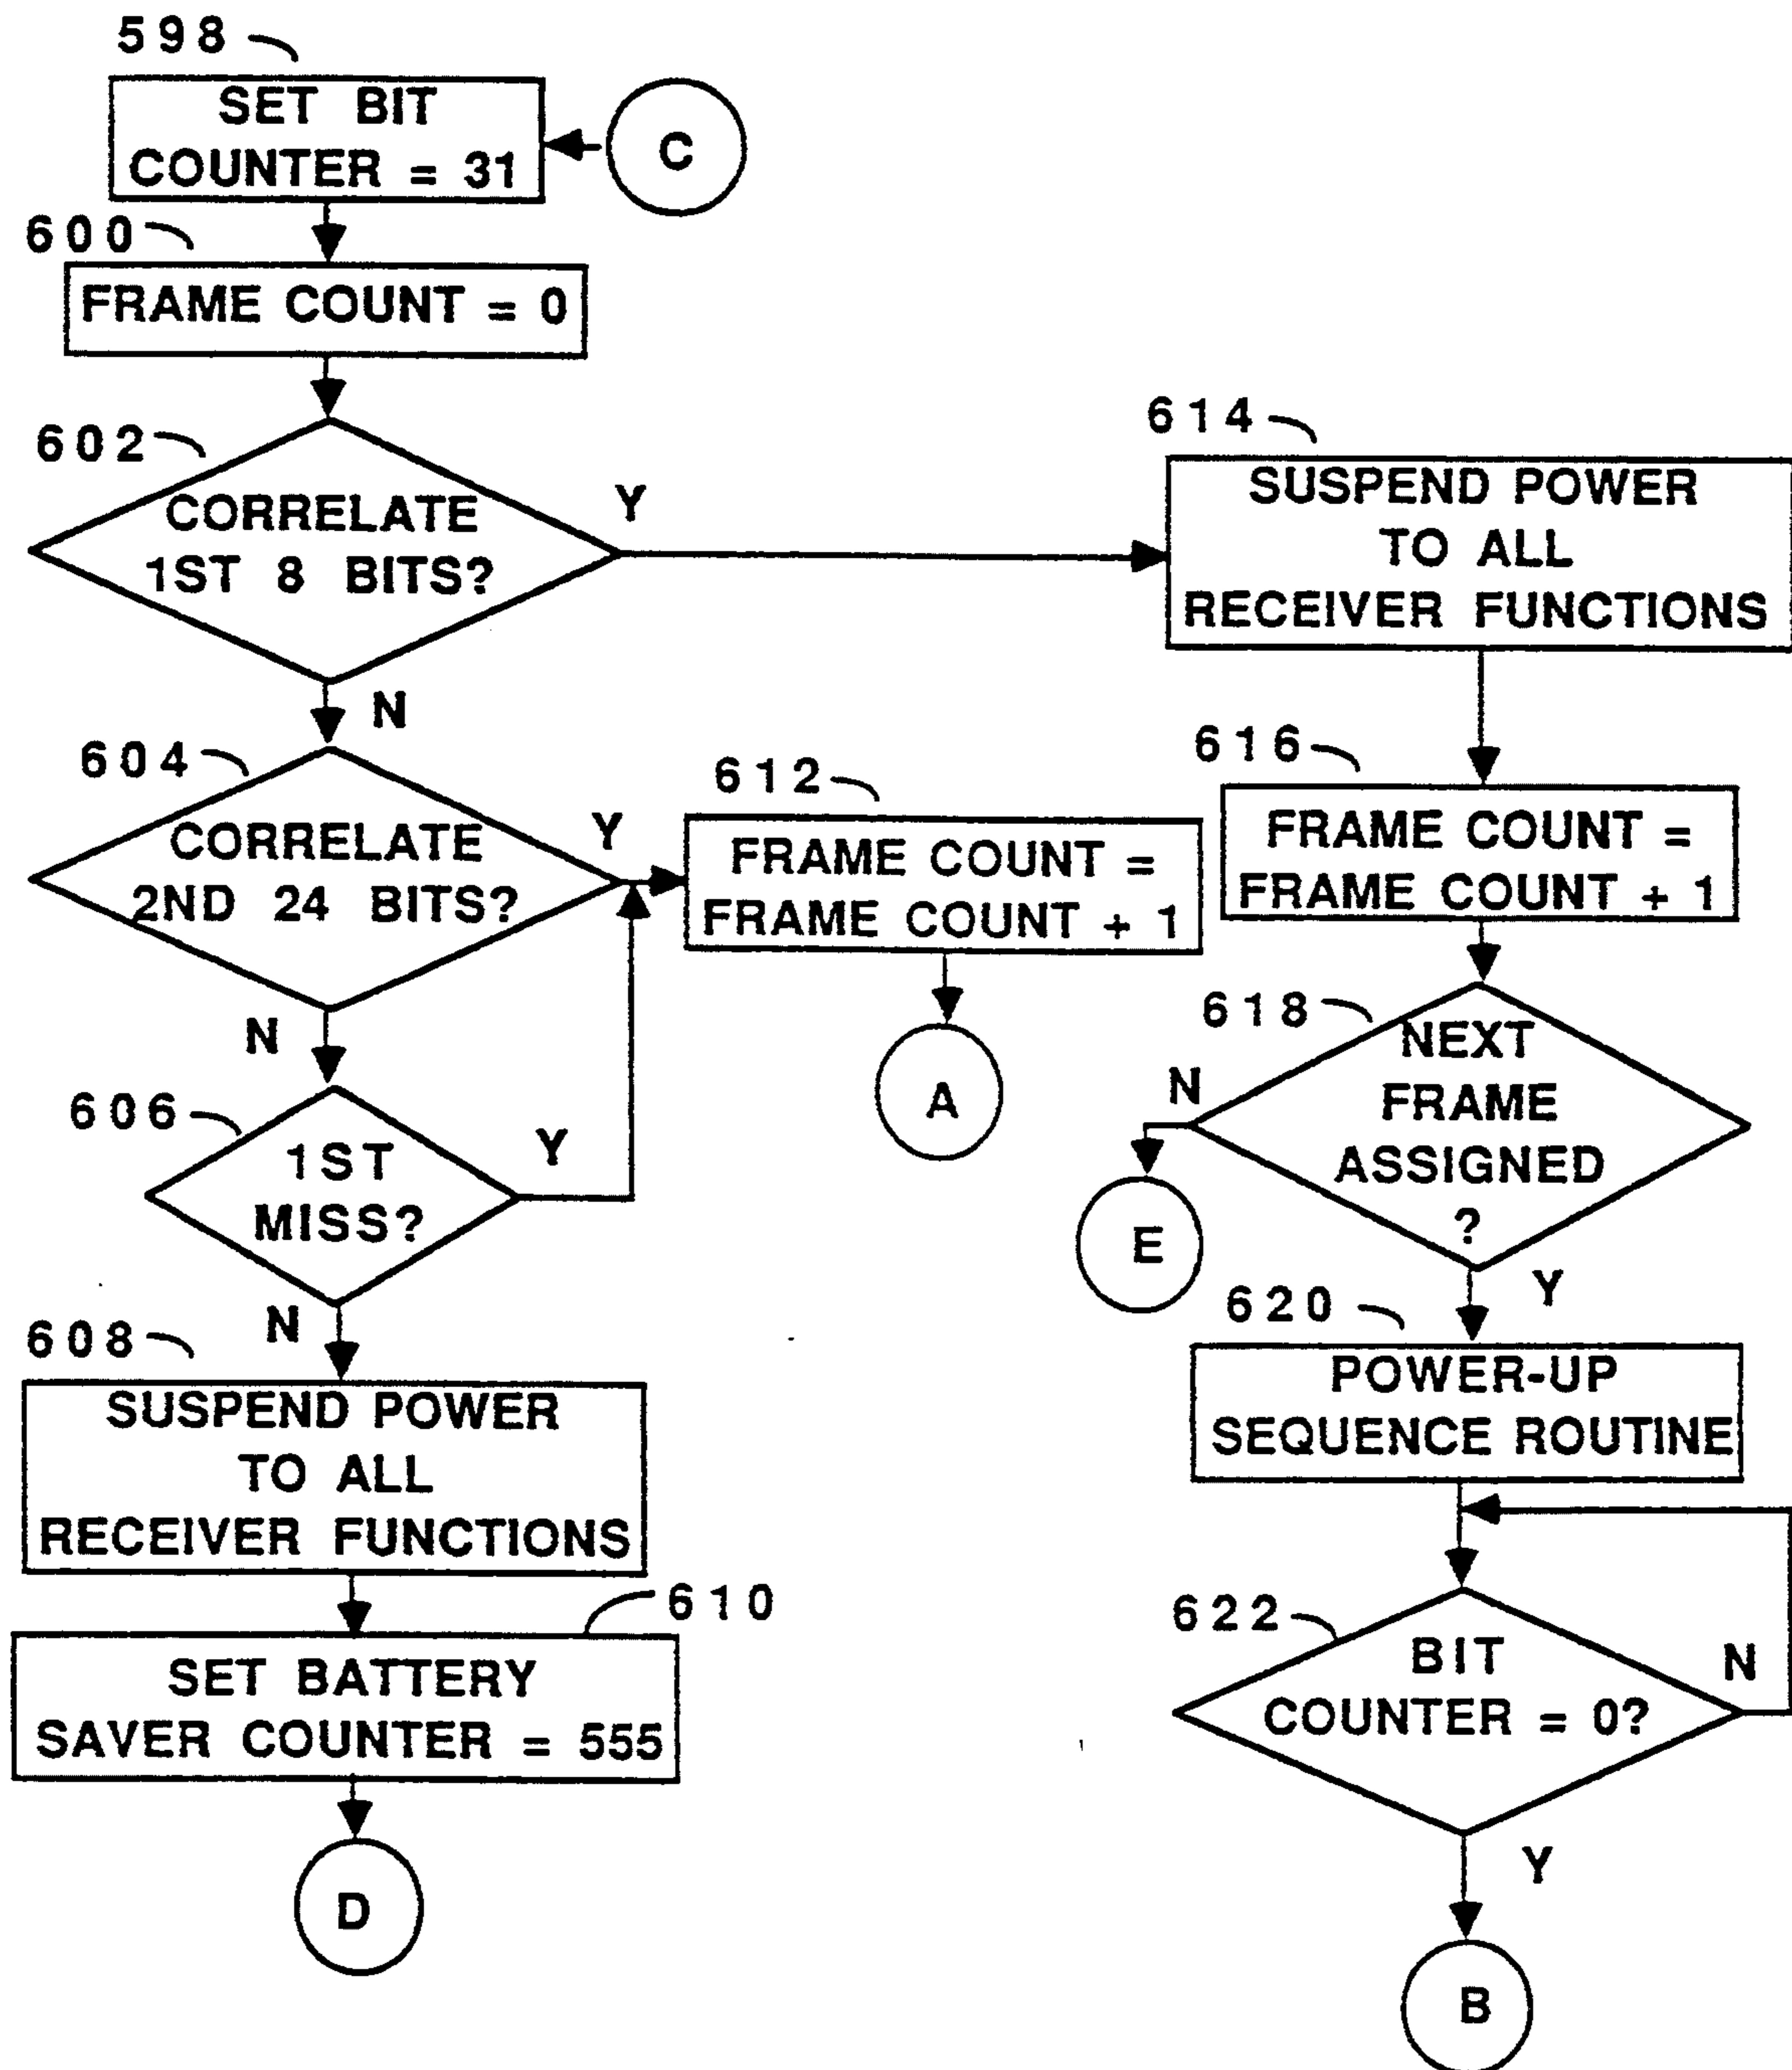 598
SET BIT
COUNTER = 31
C
600
FRAME COUNT = 0
602
CORRELATE
1ST 8 BITS?
Y
N
614
SUSPEND POWER
TO ALL
RECEIVER FUNCTIONS
604
CORRELATE
2ND 24 BITS?
Y
N
612
FRAME COUNT =
FRAME COUNT + 1
A
616
FRAME COUNT =
FRAME COUNT + 1
606
1ST
MISS?
Y
N
618
NEXT
FRAME
ASSIGNED
?
N
E
Y
608
SUSPEND POWER
TO ALL
RECEIVER FUNCTIONS
620
POWER-UP
SEQUENCE ROUTINE
610
SET BATTERY
SAVER COUNTER = 555
D
622
BIT
COUNTER = 0?
N
Y
B